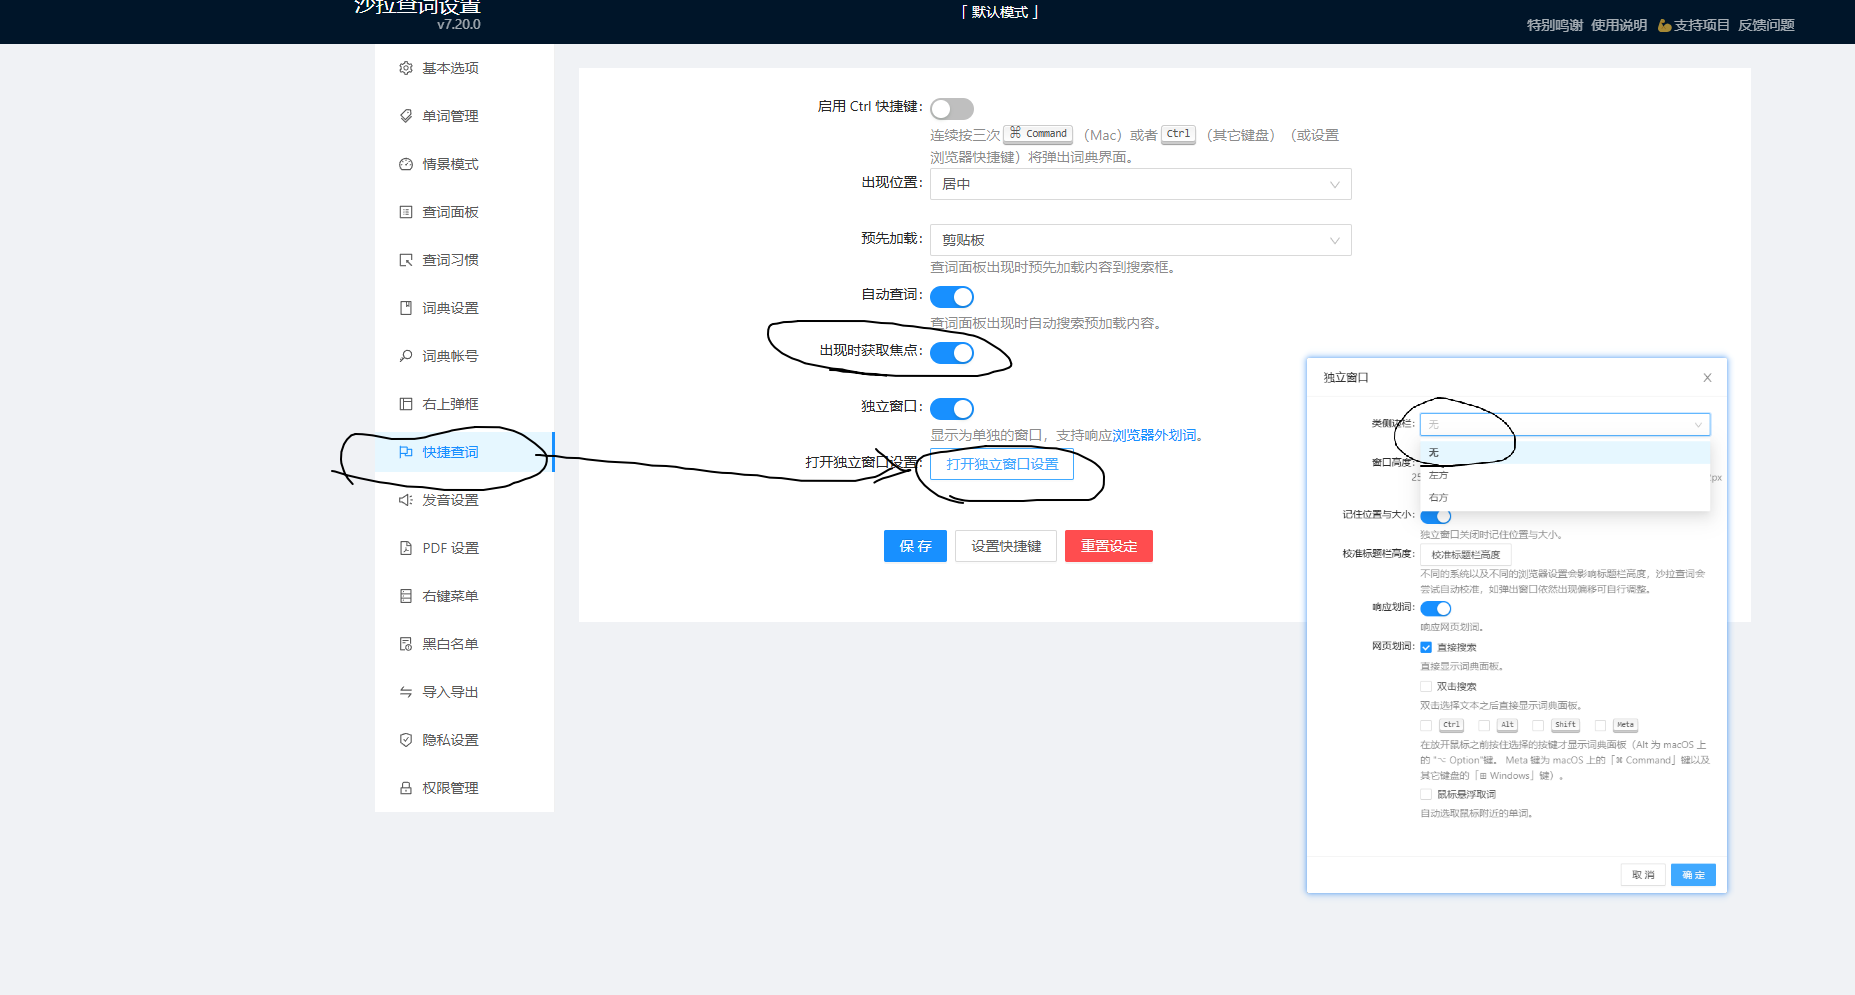 沙拉查词设置
v7.20.0
「 默认模式 」
特别鸣谢 使用说明 💪支持项目 反馈问题
基本选项
单词管理
情景模式
查词面板
查词习惯
词典设置
词典帐号
右上弹框
快捷查词
发音设置
PDF 设置
右键菜单
黑白名单
导入导出
隐私设置
权限管理
启用 Ctrl 快捷键:
连续按三次 ⌘ Command （Mac）或者 Ctrl （其它键盘）（或设置
浏览器快捷键）将弹出词典界面。
出现位置: 居中
预先加载: 剪贴板
查词面板出现时预先加载内容到搜索框。
自动查词:
查词面板出现时自动搜索预加载内容。
出现时获取焦点:
独立窗口:
显示为单独的窗口，支持响应浏览器外划词。
打开独立窗口设置: 打开独立窗口设置
保 存 设置快捷键 重置设定
独立窗口
类侧边栏: 无
无
窗口高度:
左方
25
px
右方
记住位置与大小:
独立窗口关闭时记住位置与大小。
校准标题栏高度: 校准标题栏高度
不同的系统以及不同的浏览器设置会影响标题栏高度，沙拉查词会
尝试自动校准，如弹出窗口依然出现偏移可自行调整。
响应划词:
响应网页划词。
网页划词: 直接搜索
直接显示词典面板。
双击搜索
双击选择文本之后直接显示词典面板。
Ctrl Alt Shift Meta
在放开鼠标之前按住选择的按键才显示词典面板（Alt 为 macOS 上
的 "⌥ Option"键。 Meta 键为 macOS 上的「⌘ Command」键以及
其它键盘的「⊞ Windows」键）。
鼠标悬浮取词
自动选取鼠标附近的单词。
取 消 确 定